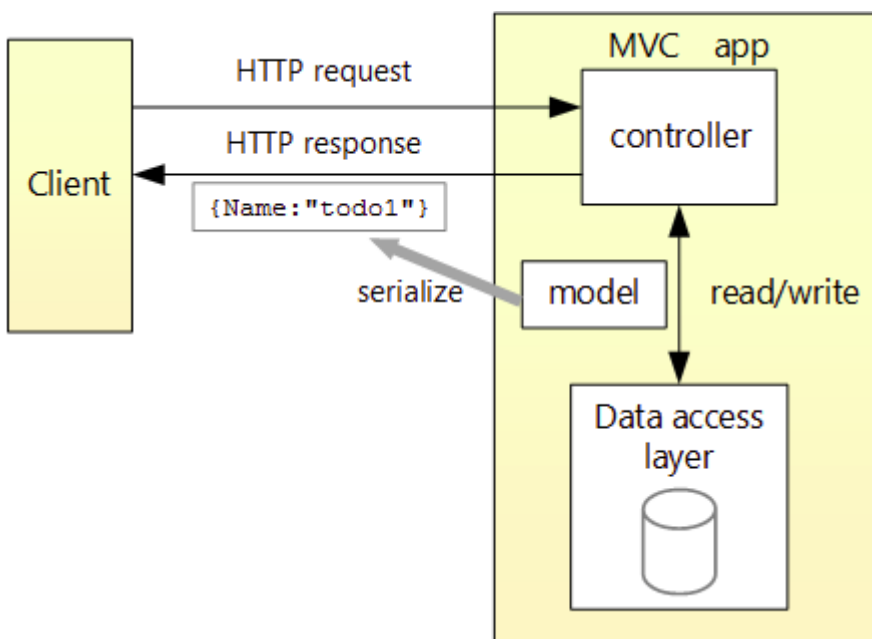 MVC app
HTTP request
controller
HTTP response
Client
{Name:"todo1"}
serialize
model
read/write
Data access
layer